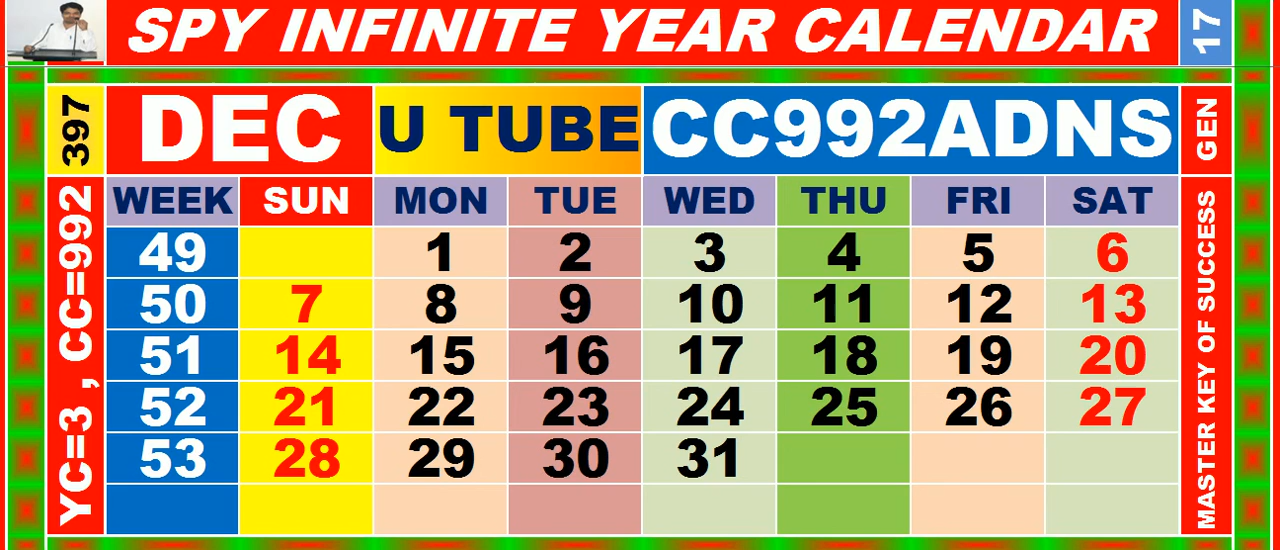 SPY INFINITE YEAR CALENDAR
17
397
DEC
U TUBE
CC992ADNS
GEN
YC=3 , CC=992
WEEK SUN MON TUE WED THU FRI SAT
49 1 2 3 4 5 6
50 7 8 9 10 11 12 13
51 14 15 16 17 18 19 20
52 21 22 23 24 25 26 27
53 28 29 30 31
MASTER KEY OF SUCCESS